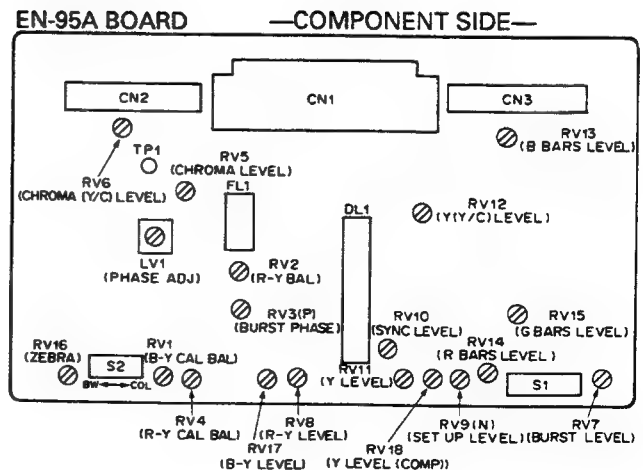 EN-95A BOARD —COMPONENT SIDE—
CN2
CN1
CN3
RV13
(B BARS LEVEL)
TP1
RV5
(CHROMA LEVEL)
RV6
(CHROMA (Y/C) LEVEL)
FL1
DL1
RV12
(Y(Y/C) LEVEL)
LV1
(PHASE ADJ)
RV2
(R-Y BAL)
RV3(P)
(BURST PHASE)
RV10
(SYNC LEVEL)
RV15
(G BARS LEVEL)
RV14
(R BARS LEVEL)
RV16
(ZEBRA)
S2
BW COL
RV1
(B-Y CAL BAL)
RV11
(Y LEVEL)
S1
RV4
(R-Y CAL BAL)
RV8
(R-Y LEVEL)
RV17
(B-Y LEVEL)
RV18
(Y LEVEL (COMP))
RV9(N)
(SET UP LEVEL)
RV7
(BURST LEVEL)